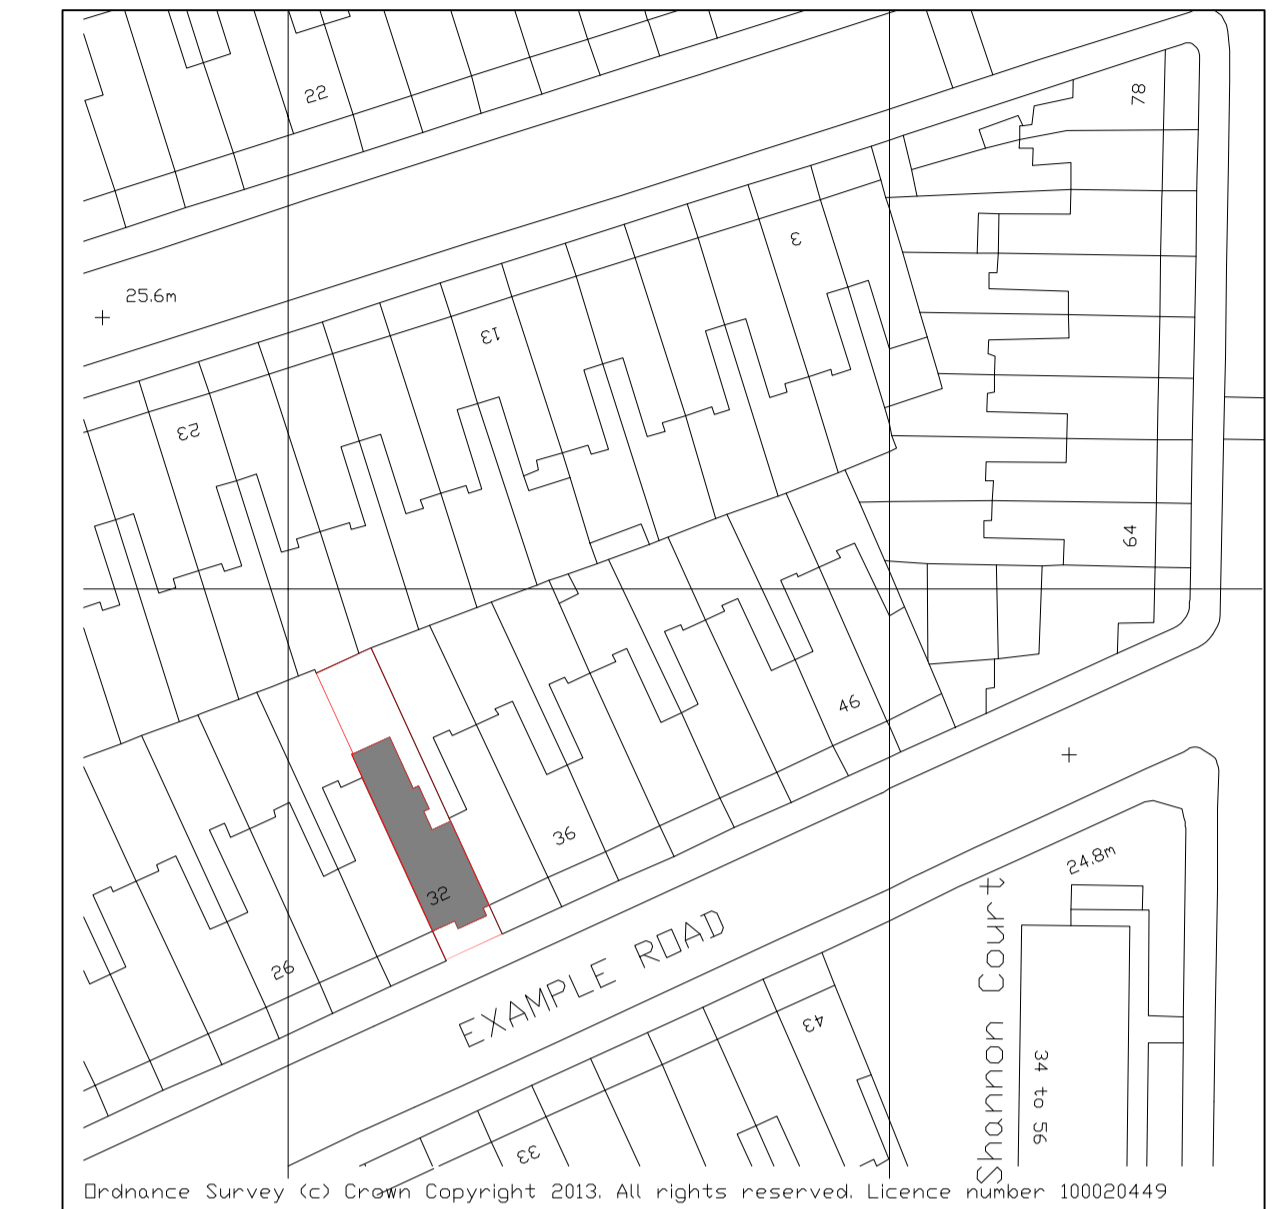 22
78
3
25.6m
13
23
64
46
36
24.8m
32
EXAMPLE ROAD
26
Shannon Court
43
34 to 56
33
Ordnance Survey (c) Crown Copyright 2013. All rights reserved. Licence number 100020449